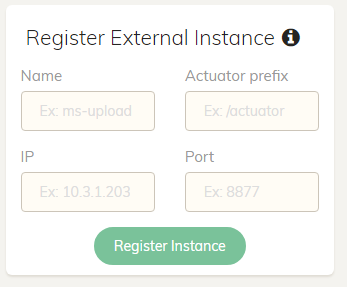 Register External Instance
Name
Actuator prefix
Ex: ms-upload
Ex: /actuator
IP
Port
Ex: 10.3.1.203
Ex: 8877
Register Instance